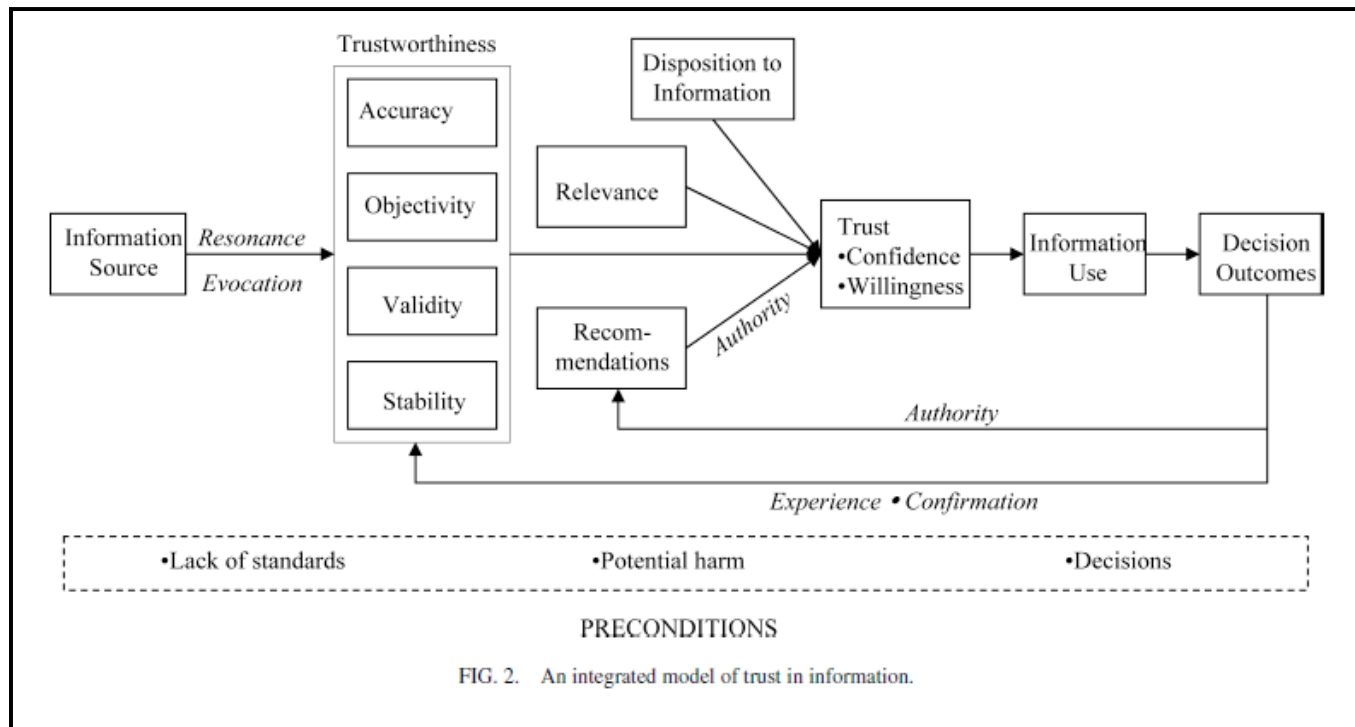 Trustworthiness
Accuracy
Objectivity
Validity
Stability
Information
Source
Resonance
Evocation
Disposition to
Information
Relevance
Recom-
mendations
Authority
Trust
•Confidence
•Willingness
Information
Use
Decision
Outcomes
Authority
Experience • Confirmation
•Lack of standards
•Potential harm
•Decisions
PRECONDITIONS
FIG. 2. An integrated model of trust in information.